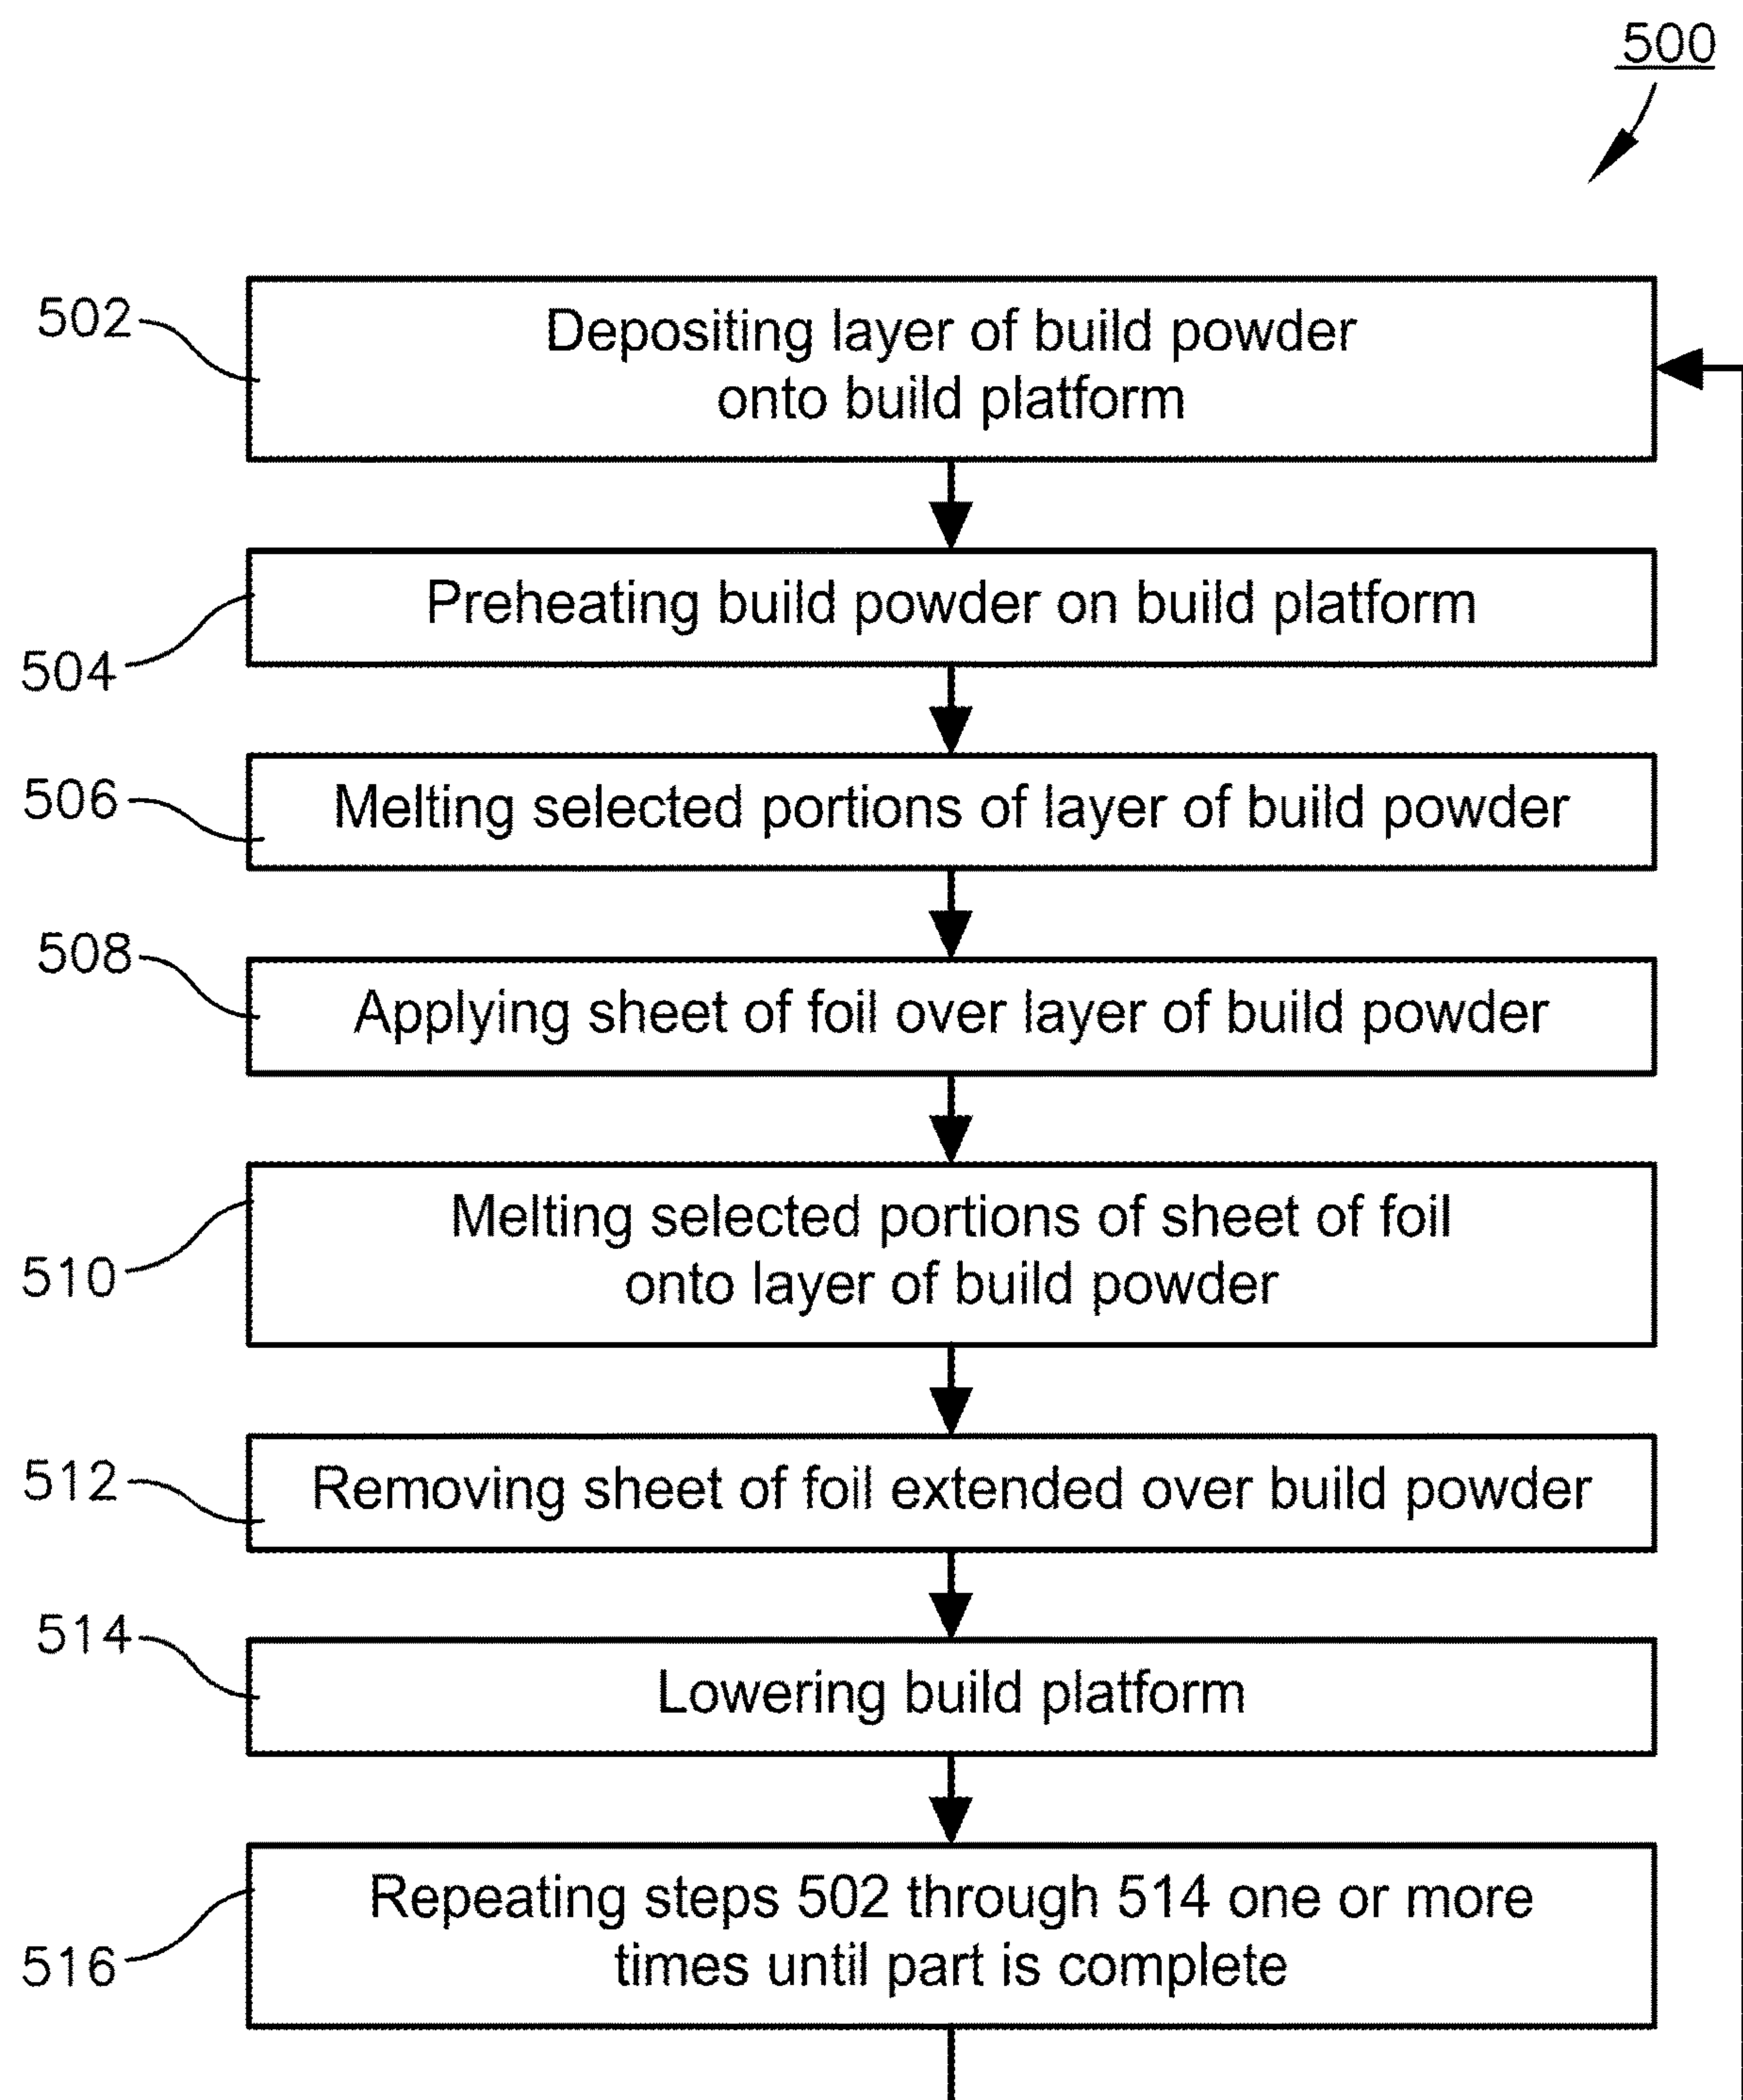 500
502
Depositing layer of build powder
onto build platform
504
Preheating build powder on build platform
506
Melting selected portions of layer of build powder
508
Applying sheet of foil over layer of build powder
510
Melting selected portions of sheet of foil
onto layer of build powder
512
Removing sheet of foil extended over build powder
514
Lowering build platform
516
Repeating steps 502 through 514 one or more
times until part is complete